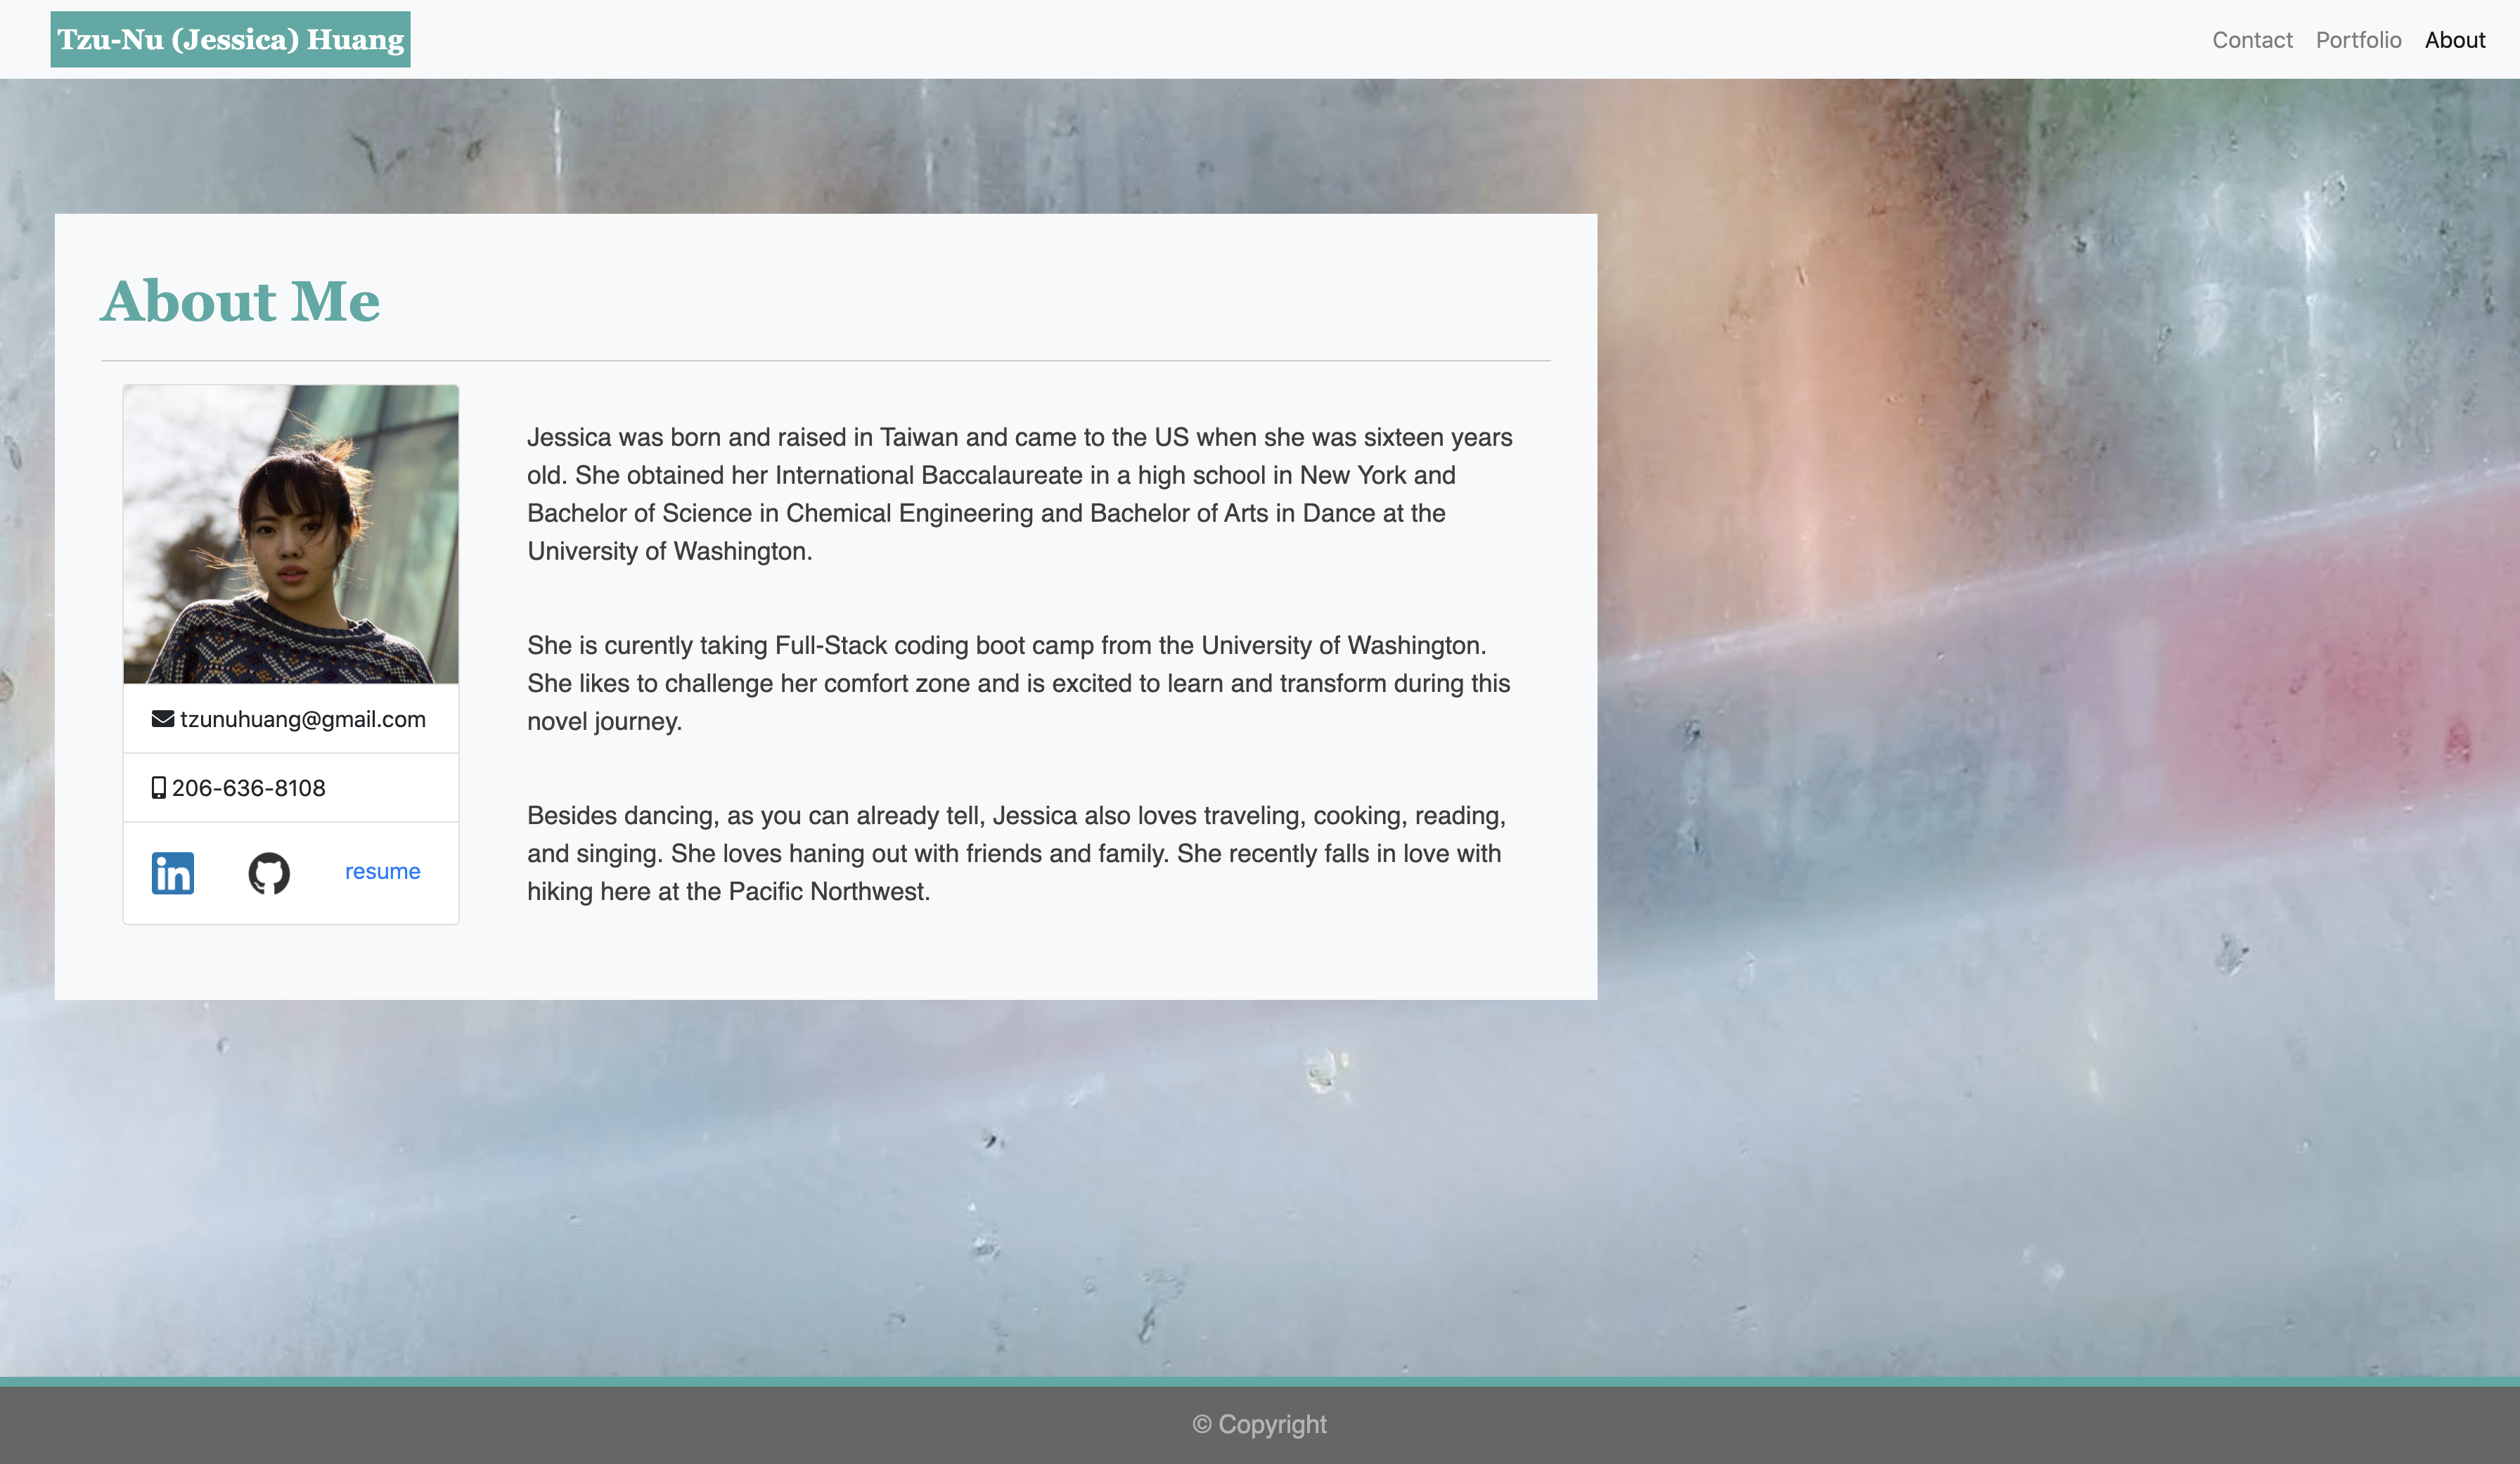 Tzu-Nu (Jessica) Huang
Contact Portfolio About
About Me
Jessica was born and raised in Taiwan and came to the US when she was sixteen years
old. She obtained her International Baccalaureate in a high school in New York and
Bachelor of Science in Chemical Engineering and Bachelor of Arts in Dance at the
University of Washington.
She is curently taking Full-Stack coding boot camp from the University of Washington.
She likes to challenge her comfort zone and is excited to learn and transform during this
novel journey.
Besides dancing, as you can already tell, Jessica also loves traveling, cooking, reading,
and singing. She loves haning out with friends and family. She recently falls in love with
hiking here at the Pacific Northwest.
tzunuhuang@gmail.com
206-636-8108
in
resume
© Copyright